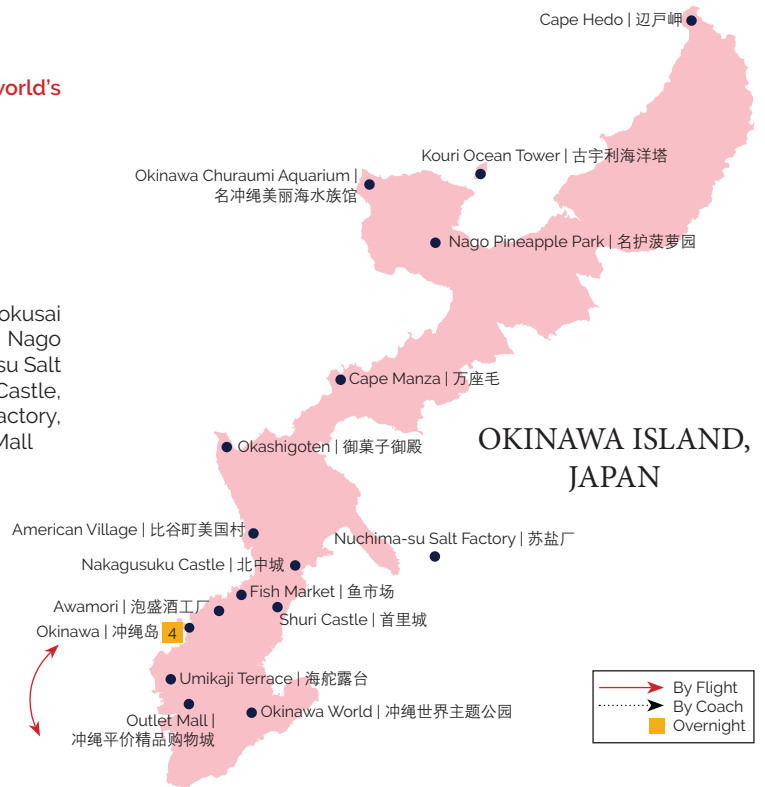 Cape Hedo | 辺戸岬
world's
Kouri Ocean Tower | 古宇利海洋塔
Okinawa Churaumi Aquarium |
名冲绳美丽海水族馆
Nago Pineapple Park | 名护菠萝园
okusai
Nago
su Salt
Castle,
actory,
Mall
Cape Manza | 万座毛
OKINAWA ISLAND,
JAPAN
Okashigoten | 御菓子御殿
American Village | 比谷町美国村
Nuchima-su Salt Factory | 苏盐厂
Nakagusuku Castle | 北中城
Fish Market | 鱼市场
Awamori | 泡盛酒工厂
Shuri Castle | 首里城
Okinawa | 冲绳岛 4
Umikaji Terrace | 海舵露台
Okinawa World | 冲绳世界主题公园
Outlet Mall |
冲绳平价精品购物城
By Flight
By Coach
Overnight